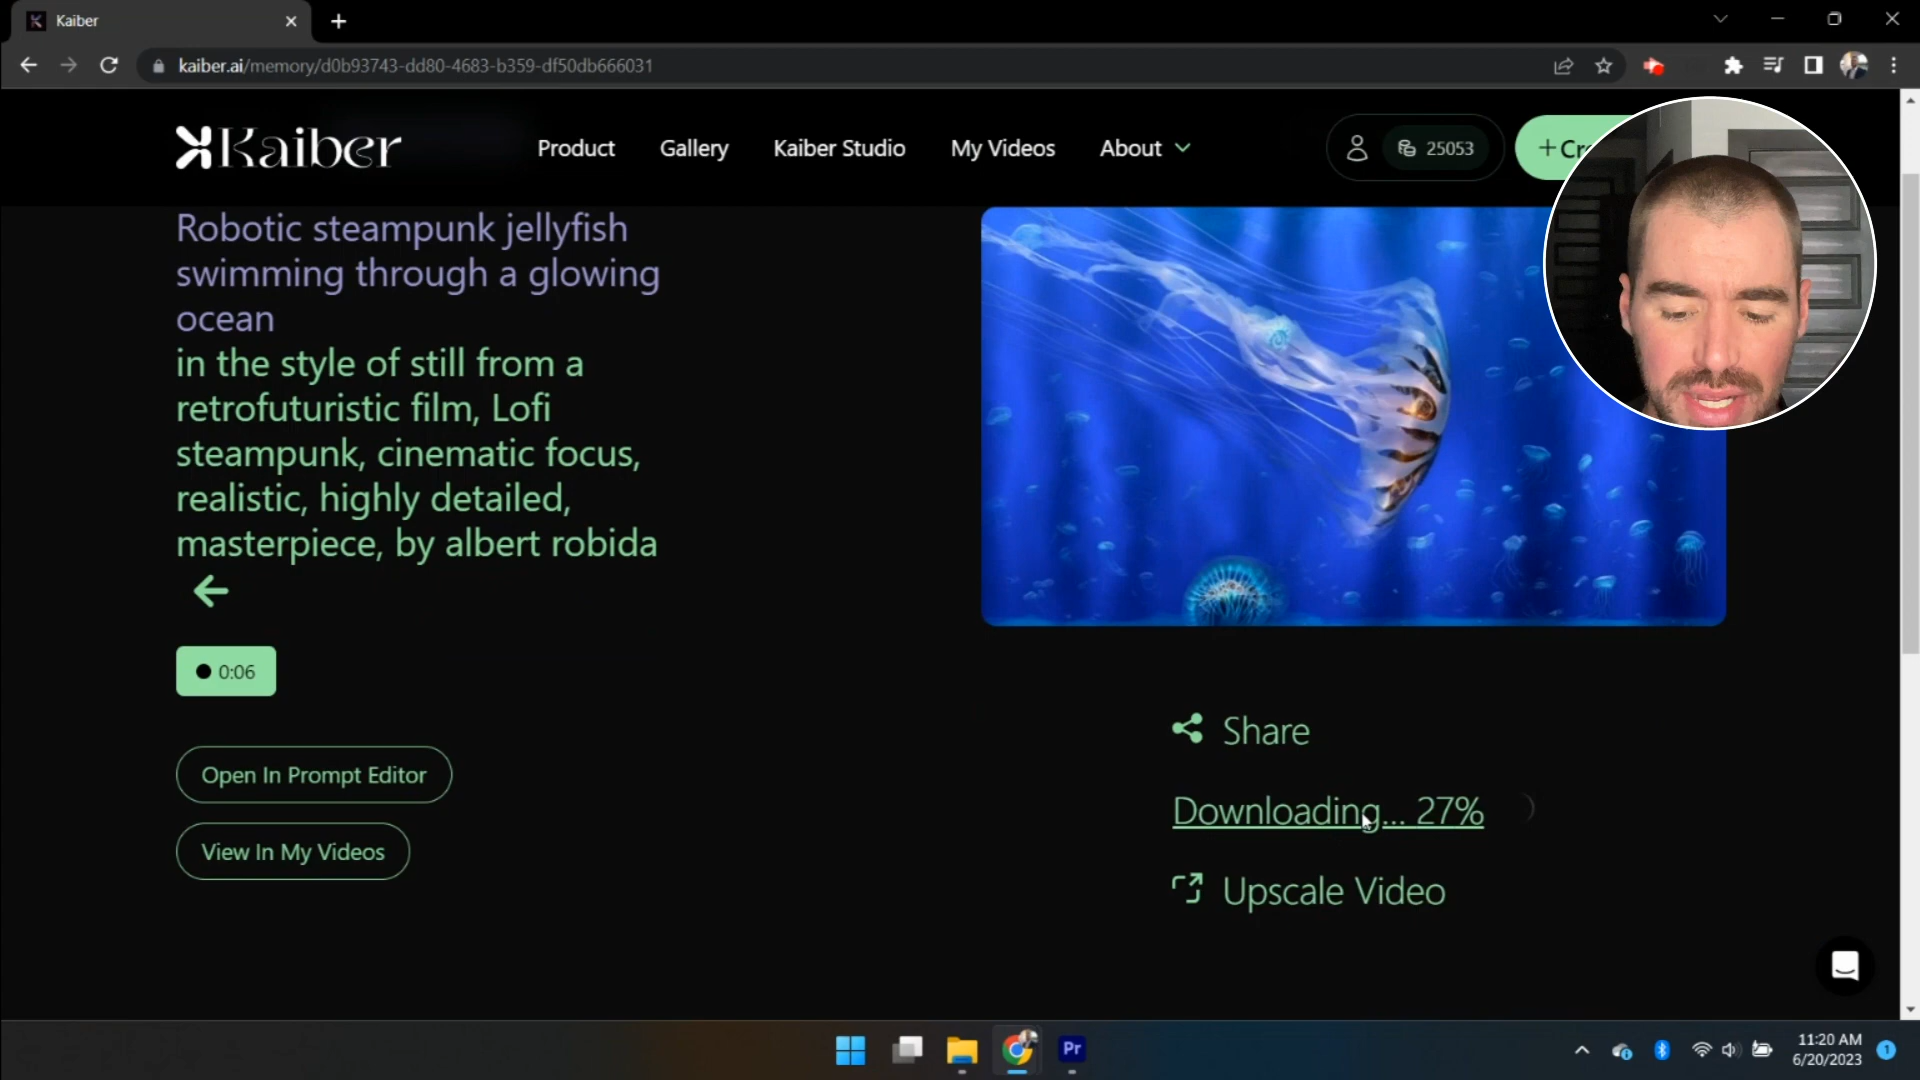 Kaiber
kaiber.ai/memory/d0b93743-dd80-4683-b359-df50db666031
Kaiber
Product
Gallery
Kaiber Studio
My Videos
About
25053
+Cr
Robotic steampunk jellyfish
swimming through a glowing
ocean
in the style of still from a
retrofuturistic film, Lofi
steampunk, cinematic focus,
realistic, highly detailed,
masterpiece, by albert robida
0:06
Open In Prompt Editor
View In My Videos
Share
Downloading... 27%
Upscale Video
Pr
11:20 AM
6/20/2023
1